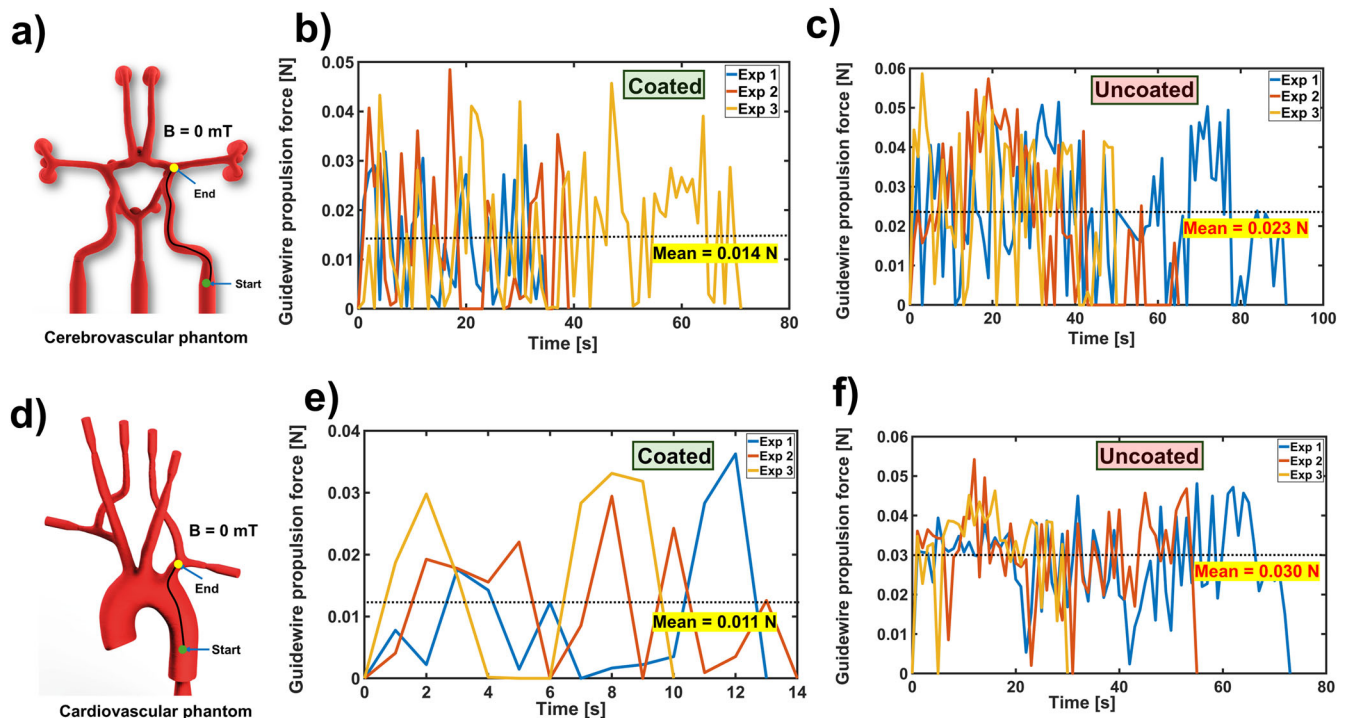 a)
B = 0 mT
End
Start
Cerebrovascular phantom
b)
Guidewire propulsion force [N]
0.05
0.04
0.03
0.02
0.01
0
Coated
Exp 1
Exp 2
Exp 3
Mean = 0.014 N
0 20 40 60 80
Time [s]
c)
Guidewire propulsion force [N]
0.06
0.05
0.04
0.03
0.02
0.01
0
Uncoated
Exp 1
Exp 2
Exp 3
Mean = 0.023 N
0 20 40 60 80 100
Time [s]
d)
B = 0 mT
End
Start
Cardiovascular phantom
e)
Guidewire propulsion force [N]
0.04
0.03
0.02
0.01
0
Coated
Exp 1
Exp 2
Exp 3
Mean = 0.011 N
0 2 4 6 8 10 12 14
Time [s]
f)
Guidewire propulsion force [N]
0.06
0.05
0.04
0.03
0.02
0.01
0
Uncoated
Exp 1
Exp 2
Exp 3
Mean = 0.030 N
0 20 40 60 80
Time [s]